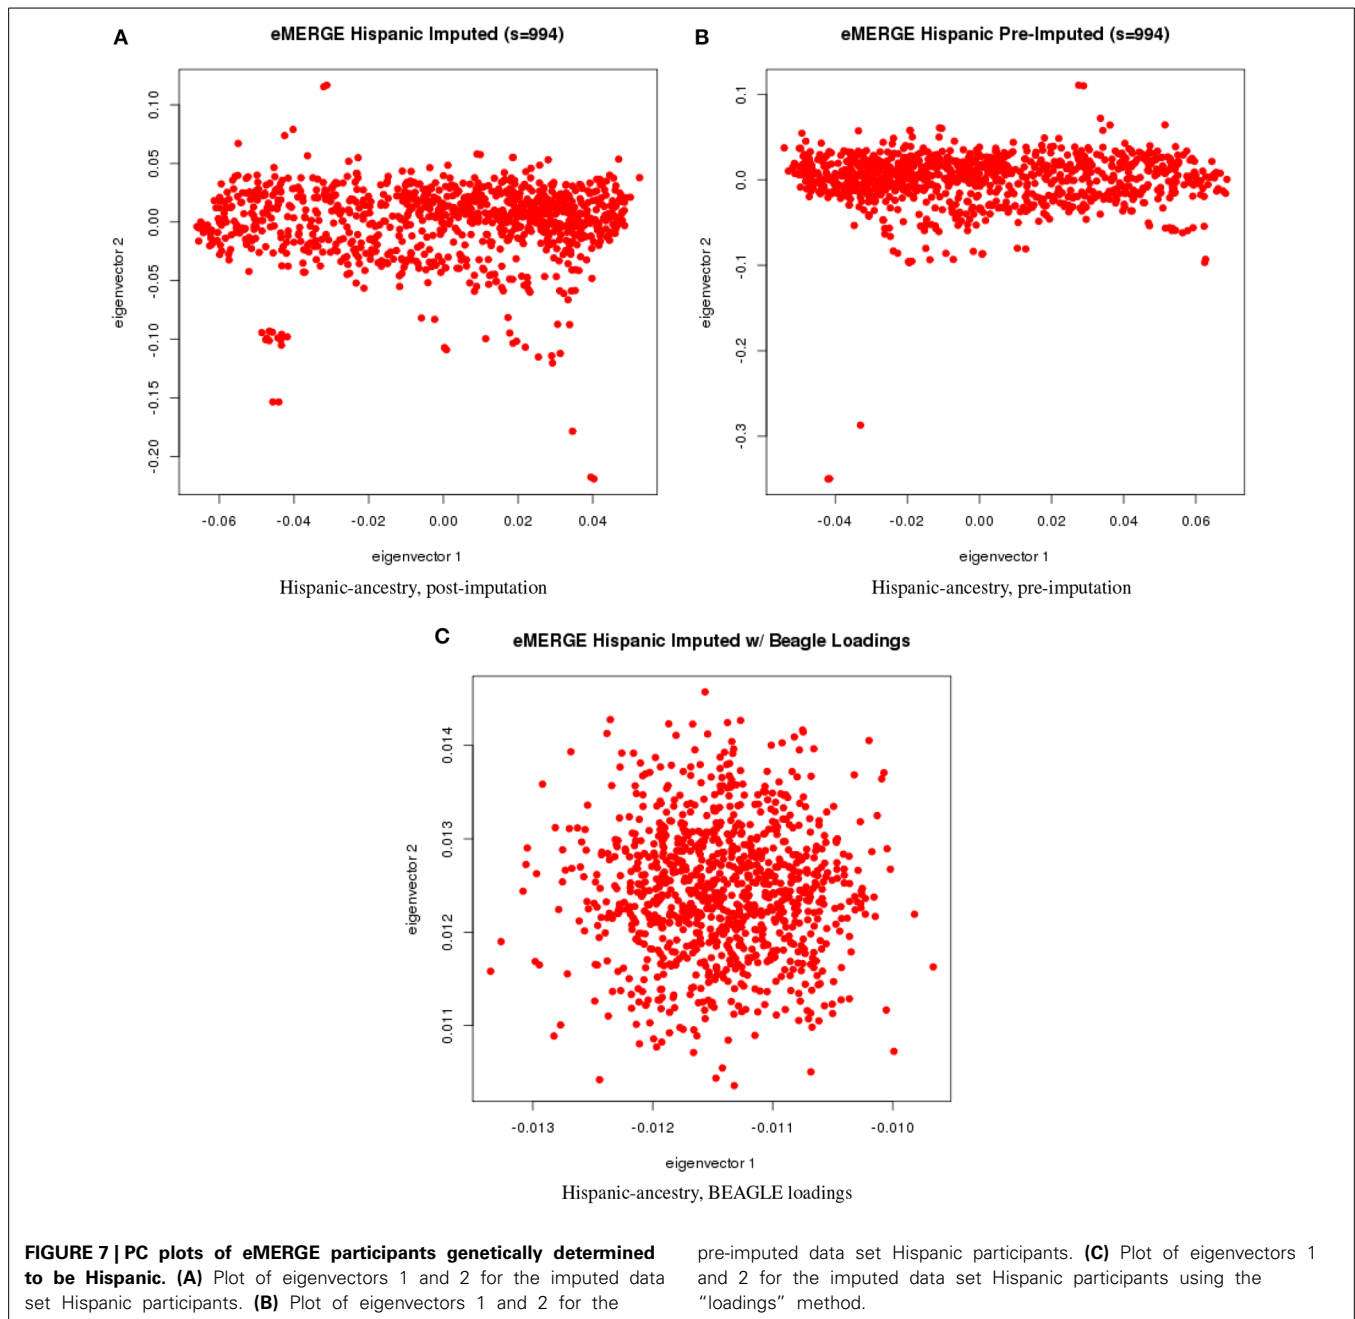 A
eMERGE Hispanic Imputed (s=994)
0.10
0.05
0.00
-0.05
-0.10
-0.15
-0.20
eigenvector 2
-0.06 -0.04 -0.02 0.00 0.02 0.04
eigenvector 1
Hispanic-ancestry, post-imputation
B
eMERGE Hispanic Pre-Imputed (s=994)
0.1
0.0
-0.1
-0.2
-0.3
eigenvector 2
-0.04 -0.02 0.00 0.02 0.04 0.06
eigenvector 1
Hispanic-ancestry, pre-imputation
C
eMERGE Hispanic Imputed w/ Beagle Loadings
0.014
0.013
0.012
0.011
eigenvector 2
-0.013 -0.012 -0.011 -0.010
eigenvector 1
Hispanic-ancestry, BEAGLE loadings
FIGURE 7 | PC plots of eMERGE participants genetically determined
to be Hispanic. (A) Plot of eigenvectors 1 and 2 for the imputed data
set Hispanic participants. (B) Plot of eigenvectors 1 and 2 for the
pre-imputed data set Hispanic participants. (C) Plot of eigenvectors 1
and 2 for the imputed data set Hispanic participants using the
"loadings" method.